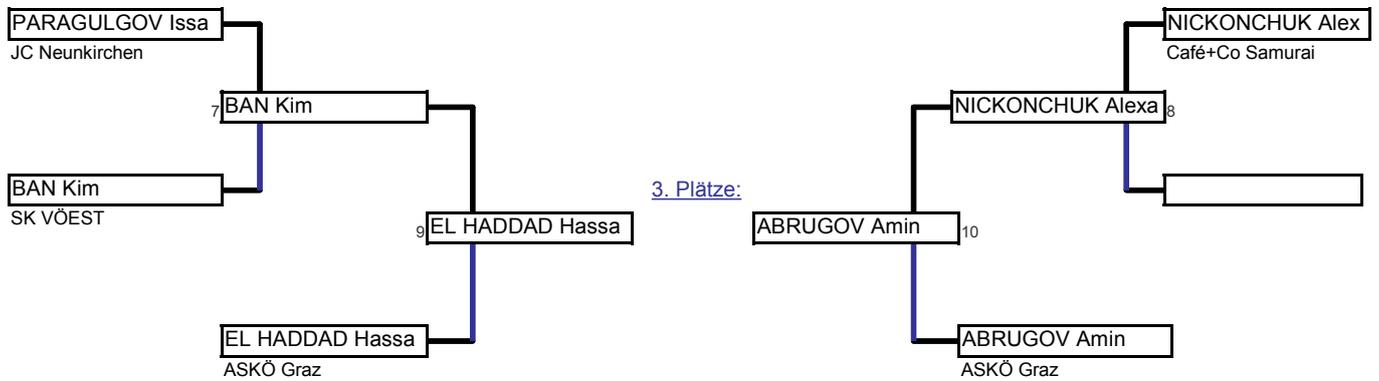 PARAGULGOV Issa
JC Neunkirchen
NICKONCHUK Alex
Café+Co Samurai
7 BAN Kim
NICKONCHUK Alexa 8
BAN Kim
SK VÖEST
3. Plätze:
9 EL HADDAD Hassa
ABRUGOV Amin 10
EL HADDAD Hassa
ASKÖ Graz
ABRUGOV Amin
ASKÖ Graz